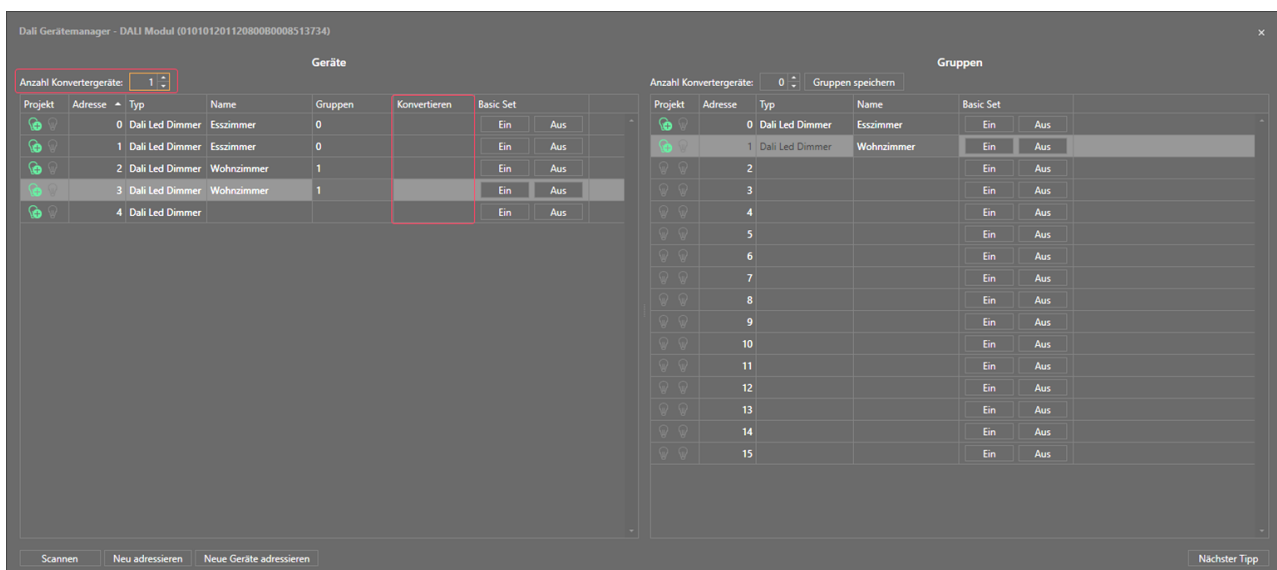 Dali Gerätemanager - DALI Modul (010101201120800B0008513734) ×
Geräte
Anzahl Konvertergeräte: 1
Projekt Adresse Typ Name Gruppen Konvertieren Basic Set
0 Dali Led Dimmer Esszimmer 0 Ein Aus
1 Dali Led Dimmer Esszimmer 0 Ein Aus
2 Dali Led Dimmer Wohnzimmer 1 Ein Aus
3 Dali Led Dimmer Wohnzimmer 1 Ein Aus
4 Dali Led Dimmer Ein Aus
Scannen Neu adressieren Neue Geräte adressieren
Gruppen
Anzahl Konvertergeräte: 0 Gruppen speichern
Projekt Adresse Typ Name Basic Set
0 Dali Led Dimmer Esszimmer Ein Aus
1 Dali Led Dimmer Wohnzimmer Ein Aus
2 Ein Aus
3 Ein Aus
4 Ein Aus
5 Ein Aus
6 Ein Aus
7 Ein Aus
8 Ein Aus
9 Ein Aus
10 Ein Aus
11 Ein Aus
12 Ein Aus
13 Ein Aus
14 Ein Aus
15 Ein Aus
Nächster Tipp